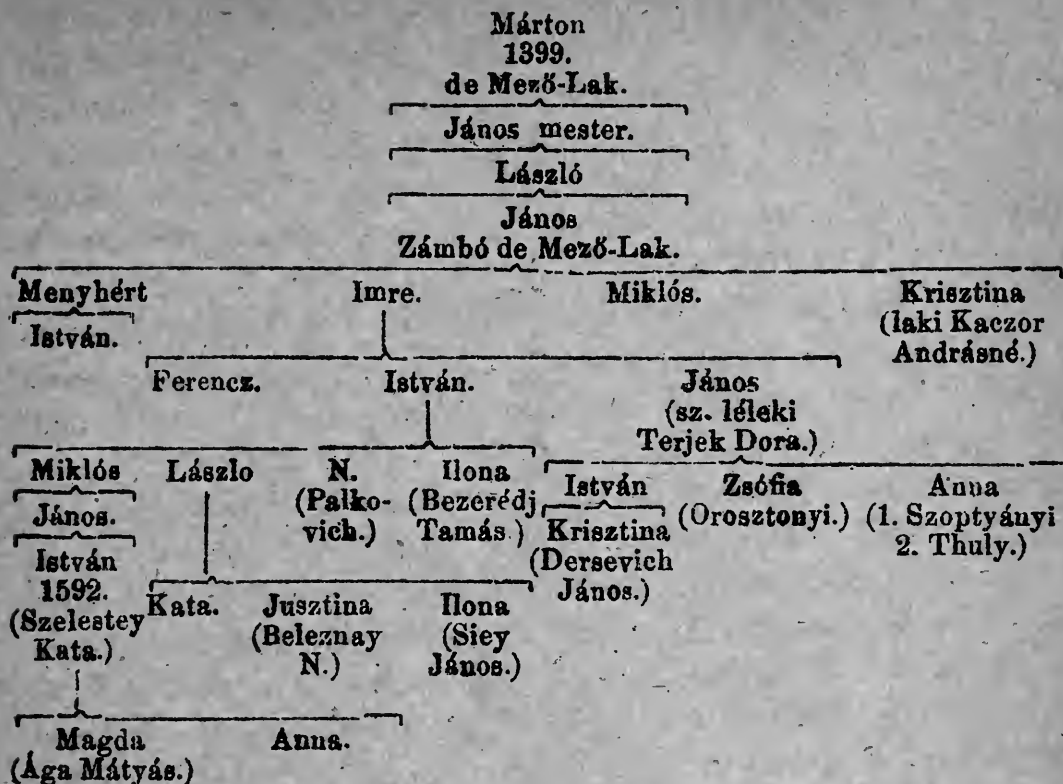 Márton
1399.
de Mező-Lak.
János mester.
László
János
Zámbó de Mező-Lak.
Menyhért Imre. Miklós. Krisztina
István. (laki Kaczor
Andrásné.)
Ferencz. István. János
(sz. léleki
Terjek Dora.)
Miklós Lászlo N. Ilona István Zsófia Anna
János. (Palko- (Bezerédj Krisztina (Orosztonyi.) (1. Szoptyányi
vich.) Tamás.) (Dersevich 2. Thuly.)
István János.)
1592. Kata. Jusztina Ilona
(Szelestey (Beleznay (Siey
Kata.) N.) János.)
Magda Anna.
(Ága Mátyás.)